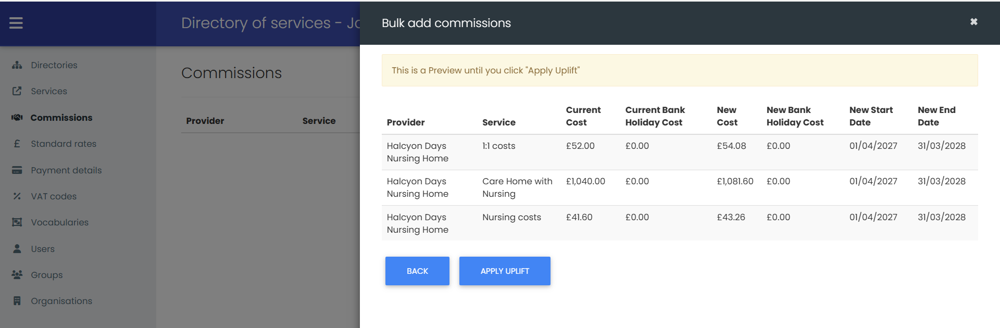 Directory of services - Jo
Bulk add commissions
Directories
Services
Commissions
Standard rates
Payment details
VAT codes
Vocabularies
Users
Groups
Organisations
Commissions
Provider Service
This is a Preview until you click "Apply Uplift"
Provider Service Current Cost Current Bank Holiday Cost New Cost New Bank Holiday Cost New Start Date New End Date
Halcyon Days Nursing Home 1:1 costs £52.00 £0.00 £54.08 £0.00 01/04/2027 31/03/2028
Halcyon Days Nursing Home Care Home with Nursing £1,040.00 £0.00 £1,081.60 £0.00 01/04/2027 31/03/2028
Halcyon Days Nursing Home Nursing costs £41.60 £0.00 £43.26 £0.00 01/04/2027 31/03/2028
BACK APPLY UPLIFT